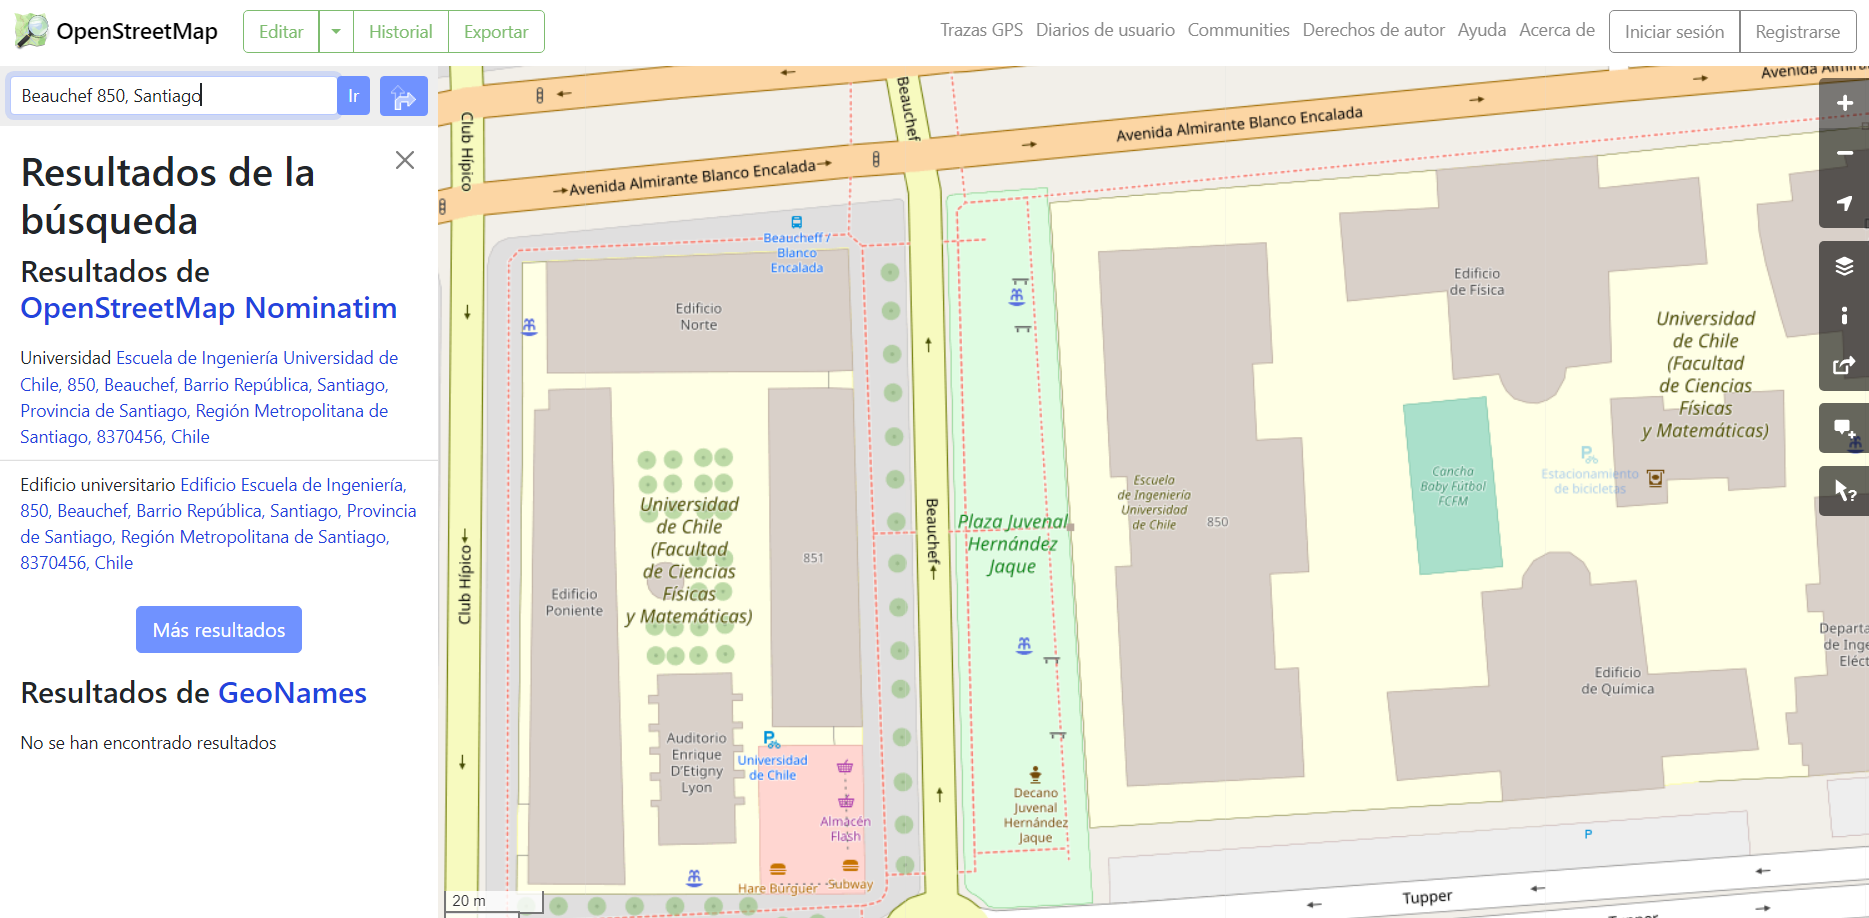 OpenStreetMap
Editar
Historial
Exportar
Trazas GPS
Diarios de usuario
Communities
Derechos de autor
Ayuda
Acerca de
Iniciar sesión
Registrarse
Beauchef 850, Santiago
Ir
Resultados de la
búsqueda
Resultados de
OpenStreetMap Nominatim
Universidad Escuela de Ingeniería Universidad de
Chile, 850, Beauchef, Barrio República, Santiago,
Provincia de Santiago, Región Metropolitana de
Santiago, 8370456, Chile
Edificio universitario Edificio Escuela de Ingeniería,
850, Beauchef, Barrio República, Santiago, Provincia
de Santiago, Región Metropolitana de Santiago,
8370456, Chile
Más resultados
Resultados de GeoNames
No se han encontrado resultados
Club Hípico
Beauchef
Avenida Almirante Blanco Encalada
Avenida Almirante Blanco Encalada
Avenida Almir
Beaucheff /
Blanco
Encalada
Edificio
Norte
Edificio
de Física
Universidad
de Chile
(Facultad
de Ciencias
Físicas
y Matemáticas)
Cancha
Baby Fútbol
FCFM
Estacionamiento
de bicicletas
Escuela
de Ingeniería
Universidad
de Chile
850
Universidad
de Chile
(Facultad
de Ciencias
Físicas
y Matemáticas)
851
Beauchef
Plaza Juvenal
Hernández
Jaque
Club Hípico
Edificio
Poniente
Departa
de Inge
Eléct
Edificio
de Química
Auditorio
Enrique
D'Etigny
Lyon
Universidad
de Chile
Almacén
Flash
Decano
Juvenal
Hernández
Jaque
P
Hare Burguer
Subway
20 m
Tupper
Tupper